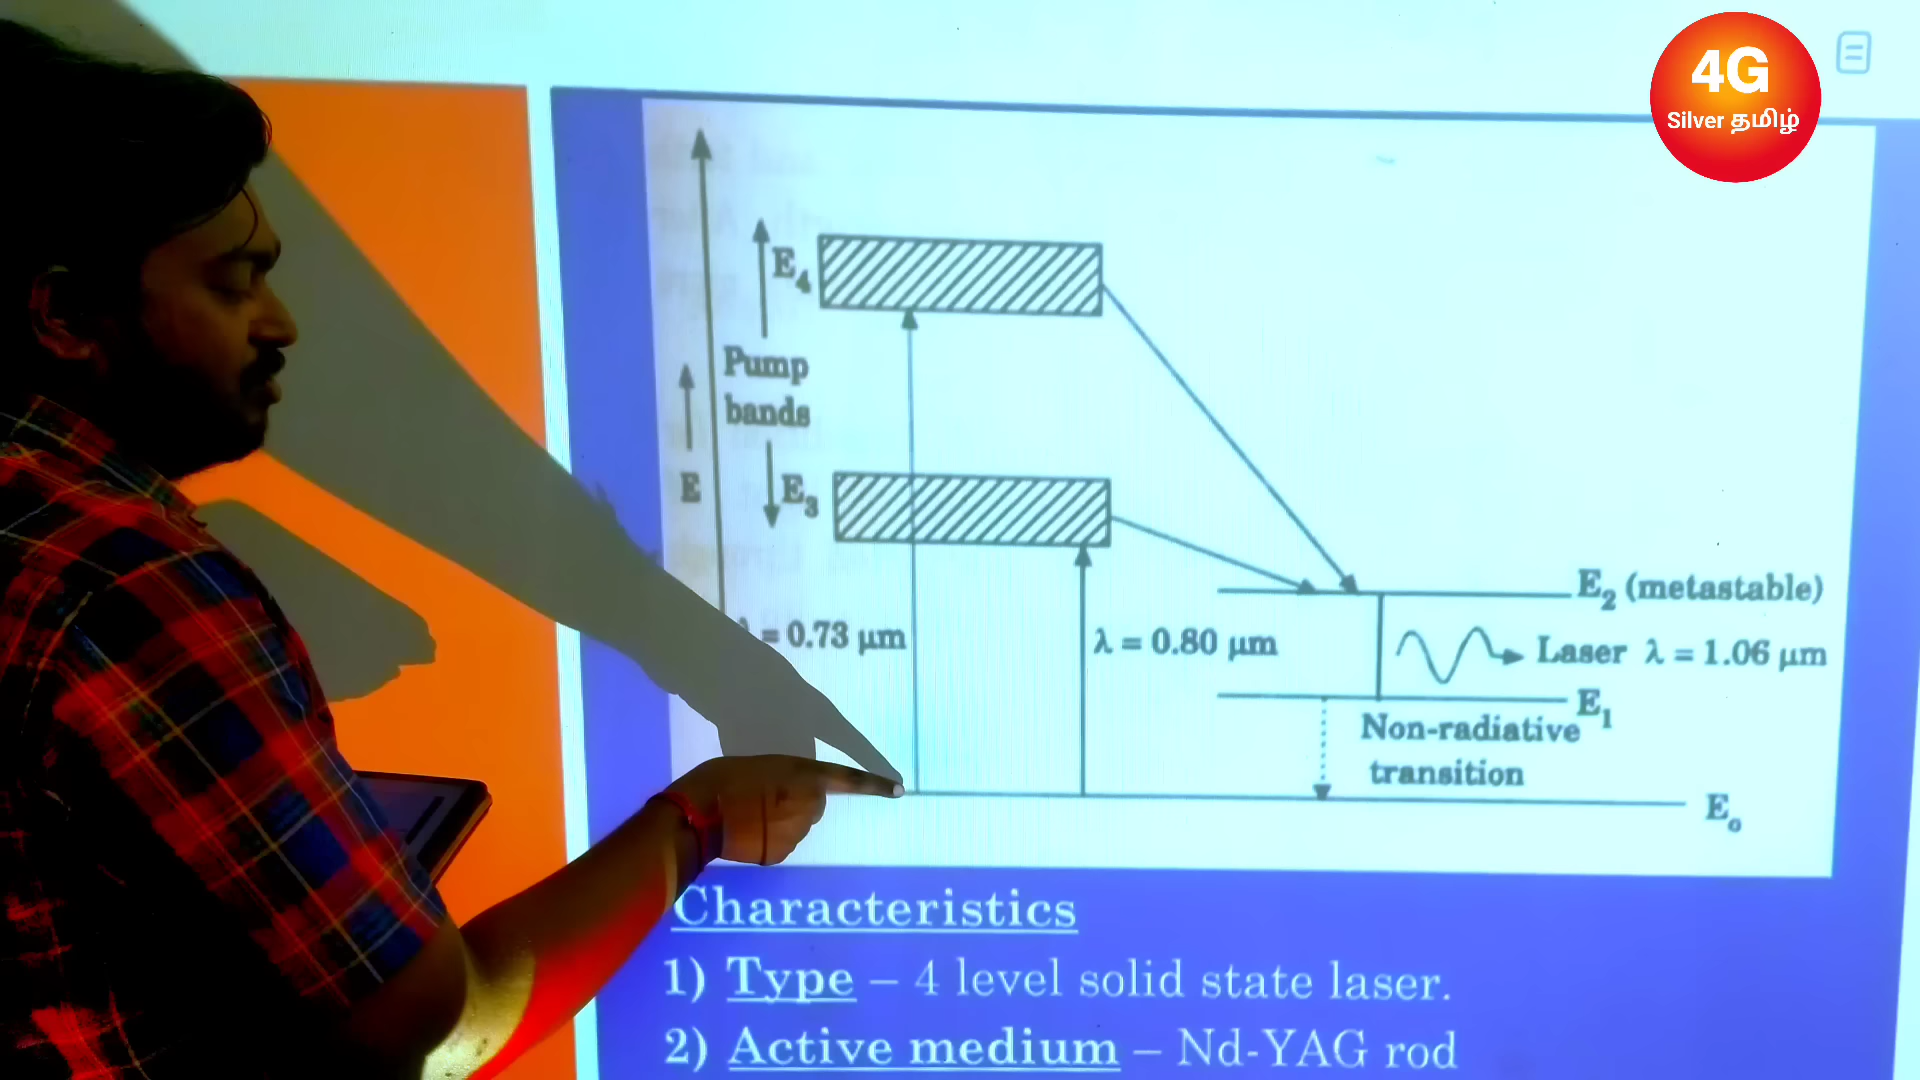 4G
Silver தமிழ்
E₄
Pump
bands
E
E₃
= 0.73 μm
λ = 0.80 μm
E₂ (metastable)
Laser λ = 1.06 μm
E₁
Non-radiative
transition
E₀
Characteristics
1) Type – 4 level solid state laser.
2) Active medium – Nd-YAG rod